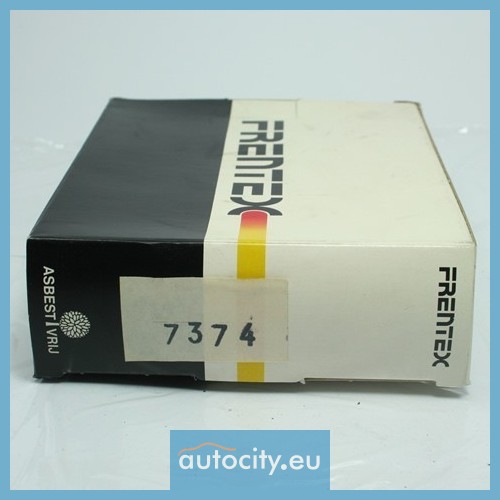 FRENTEX
ASBEST VRIJ
7374
FRENTEX
autocity.eu